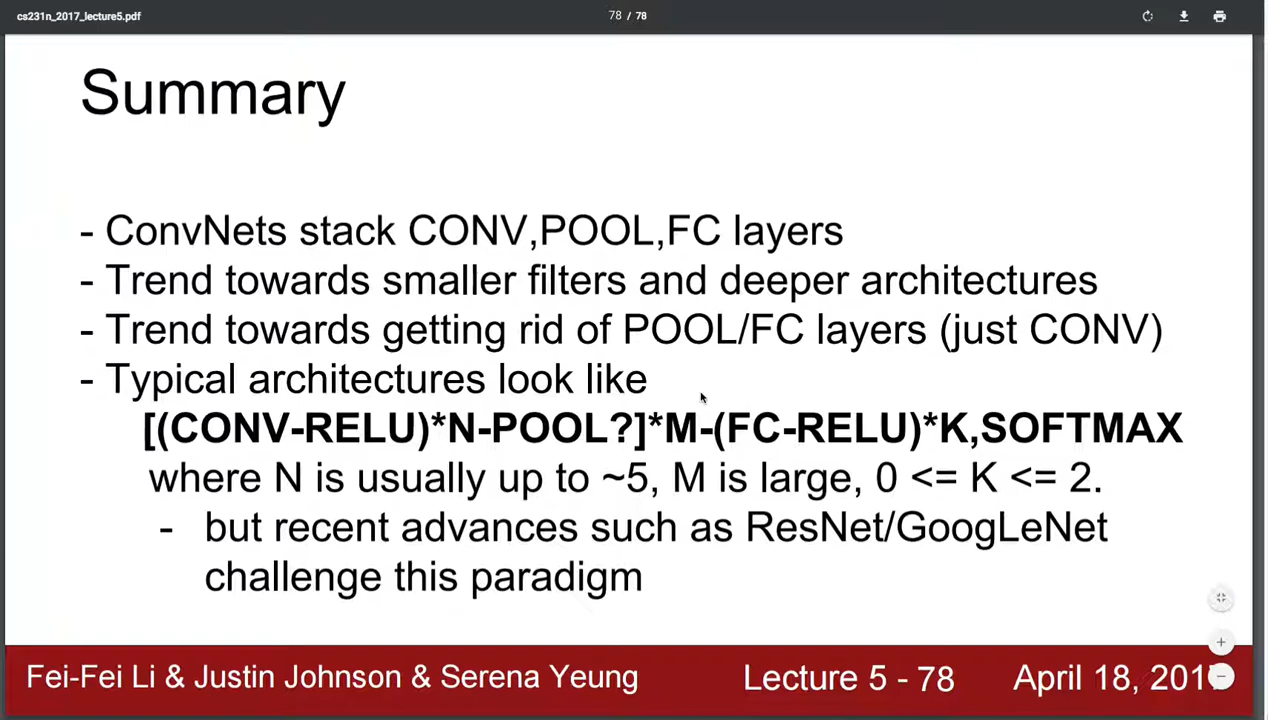 cs231n_2017_lecture5.pdf
78 / 78
Summary
- ConvNets stack CONV,POOL,FC layers
- Trend towards smaller filters and deeper architectures
- Trend towards getting rid of POOL/FC layers (just CONV)
- Typical architectures look like
[(CONV-RELU)*N-POOL?]*M-(FC-RELU)*K,SOFTMAX
where N is usually up to ~5, M is large, 0 <= K <= 2.
- but recent advances such as ResNet/GoogLeNet
challenge this paradigm
Fei-Fei Li & Justin Johnson & Serena Yeung Lecture 5 - 78 April 18, 2017